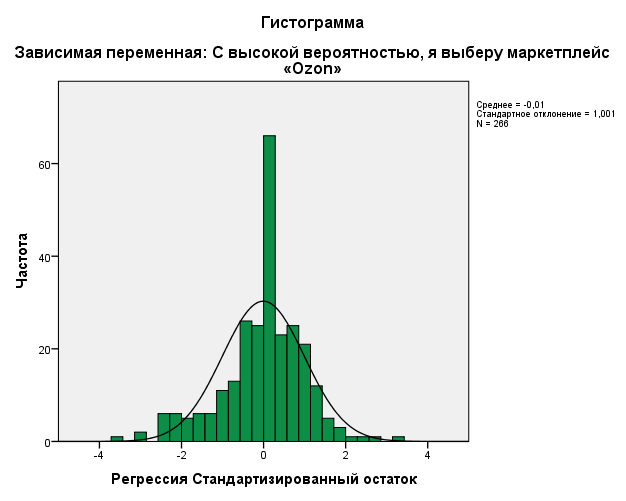 Гистограмма
Зависимая переменная: С высокой вероятностью, я выберу маркетплейс
«Ozon»
Среднее = -0,01
Стандартное отклонение = 1,001
N = 266
Частота
60
40
20
0
-4 -2 0 2 4
Регрессия Стандартизированный остаток